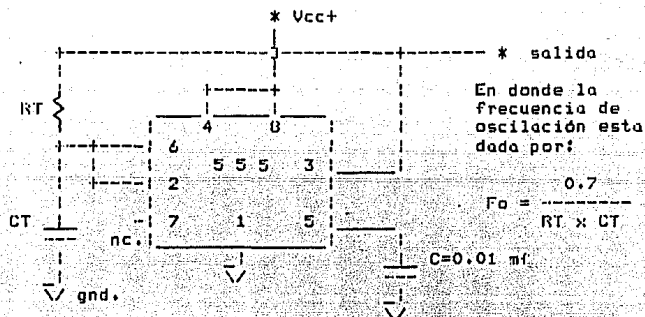 * Vcc+
* salida
En donde la
frecuencia de
oscilación esta
dada por:
Fo = 0.7
RT x CT
RT
4 8
6
5 5 5 3
2
7 1 5
CT
nc.
C=0.01 mf
gnd.